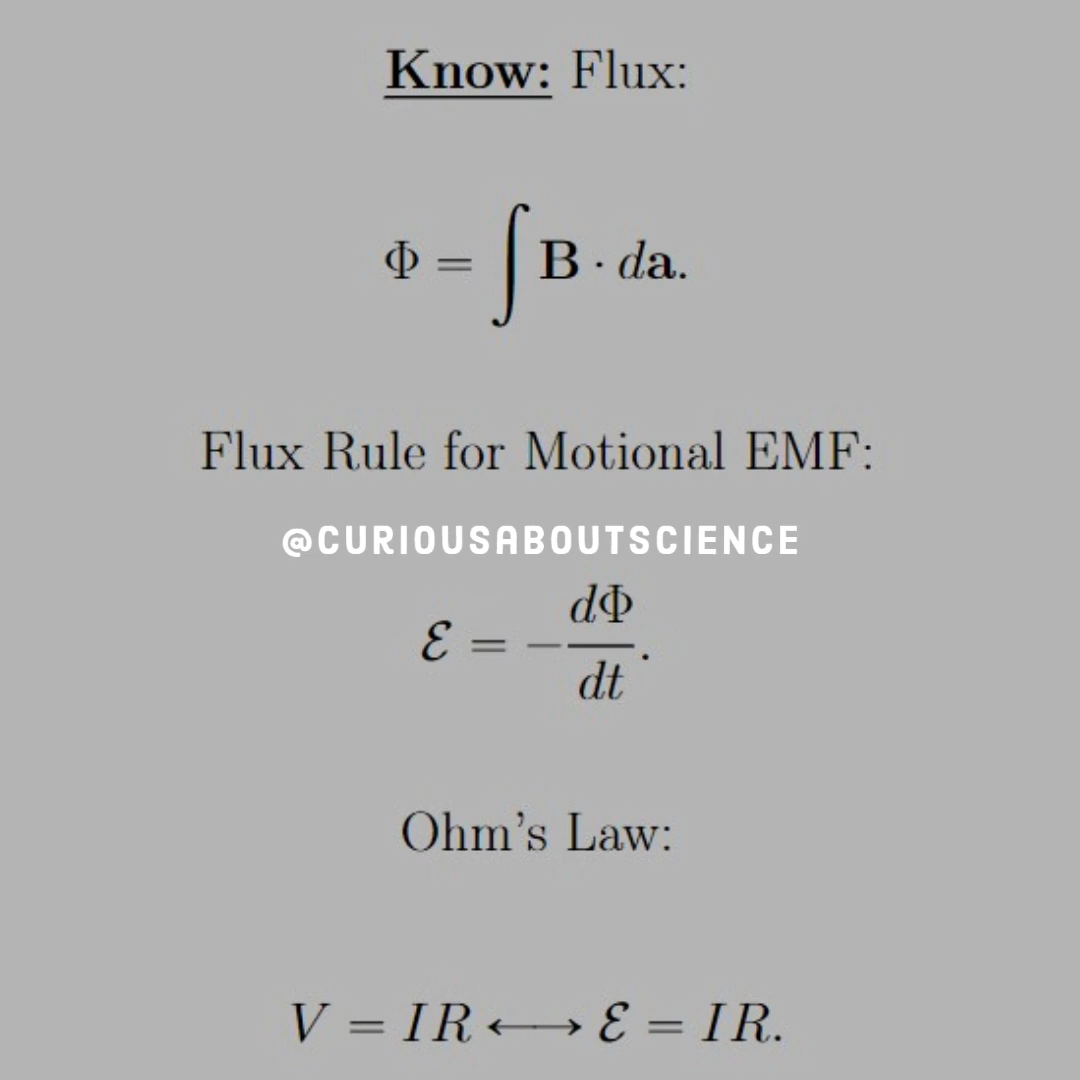 Know: Flux:
Φ = ∫ B · da.
Flux Rule for Motional EMF:
@CURIOUSABOUTSCIENCE
ℰ = − dΦ/dt.
Ohm's Law:
V = IR ⟷ ℰ = IR.